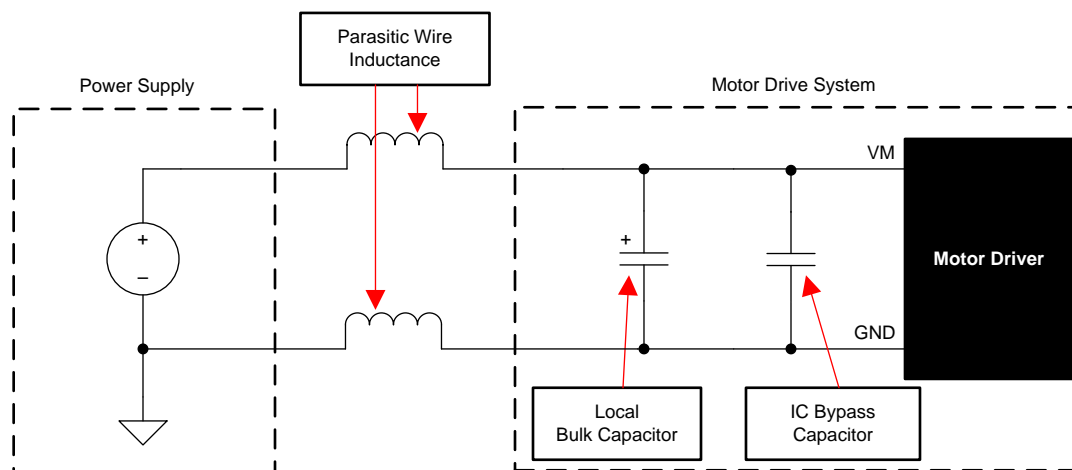 Parasitic Wire
Inductance
Power Supply
Motor Drive System
VM
+
+
–
Motor Driver
GND
Local
Bulk Capacitor
IC Bypass
Capacitor